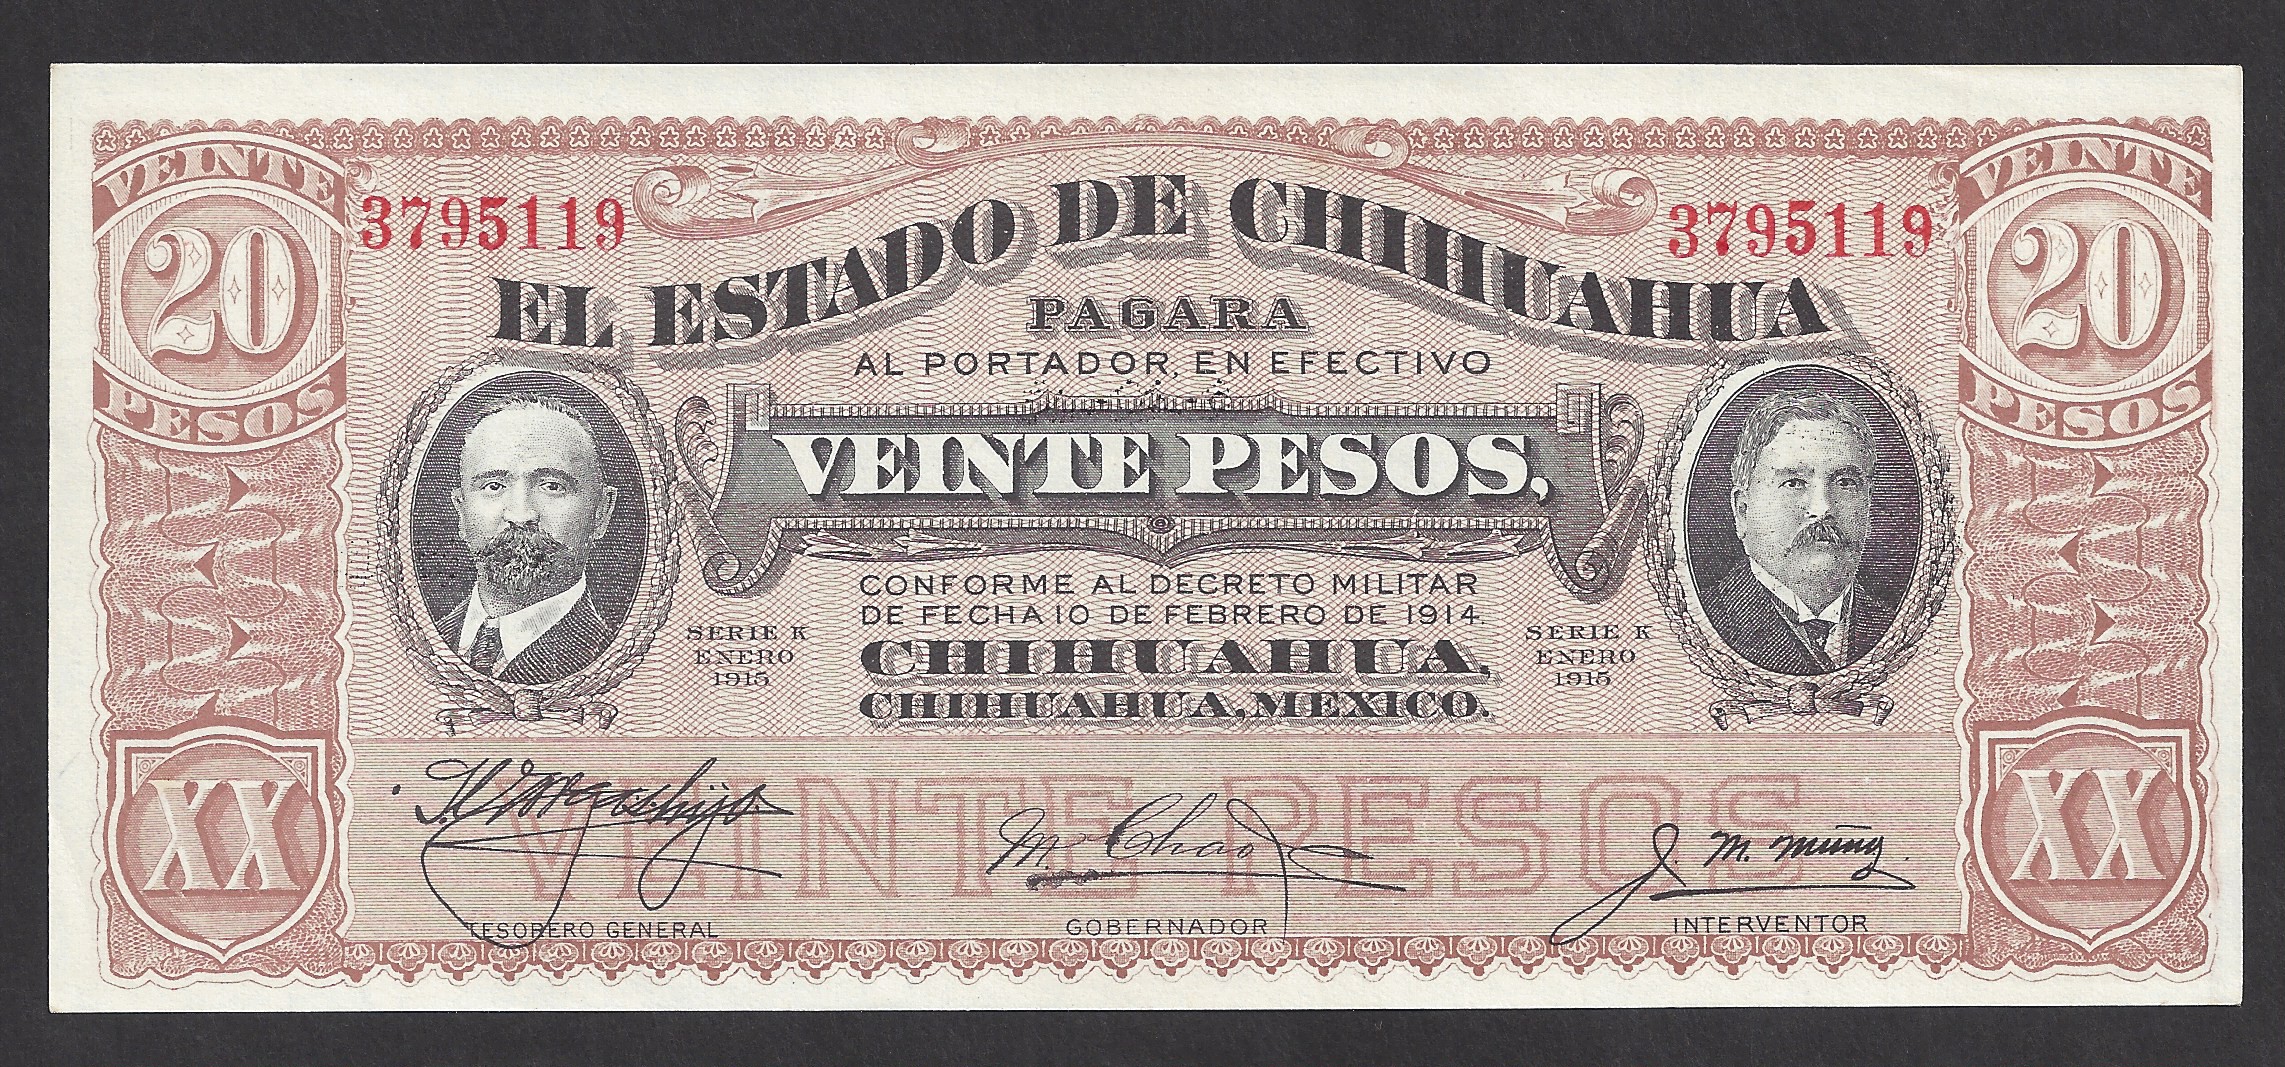 VEINTE
20
PESOS
3795119
EL ESTADO DE CHIHUAHUA
3795119
VEINTE
20
PESOS
PAGARA
AL PORTADOR, EN EFECTIVO
VEINTE PESOS,
CONFORME AL DECRETO MILITAR
DE FECHA 10 DE FEBRERO DE 1914.
CHIHUAHUA,
CHIHUAHUA, MEXICO.
SERIE K
ENERO
1915
SERIE K
ENERO
1915
XX
VEINTE PESOS
XX
M Chao
J. M. Muñoz
TESORERO GENERAL
GOBERNADOR
INTERVENTOR